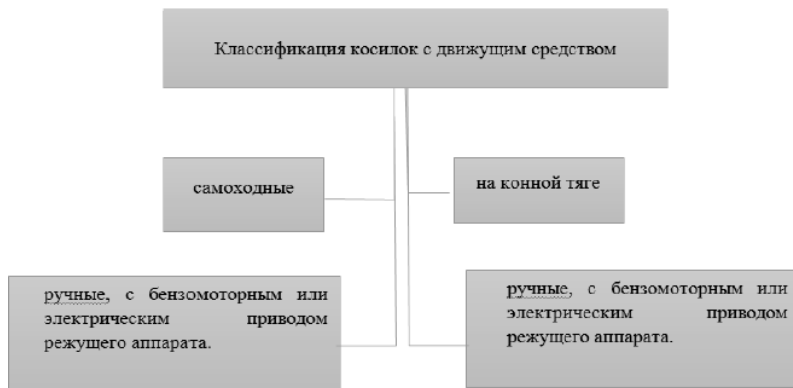 Классификация косилок с движущим средством
самоходные
на конной тяге
ручные, с бензомоторным или
электрическим приводом
режущего аппарата.
ручные, с бензомоторным или
электрическим приводом
режущего аппарата.